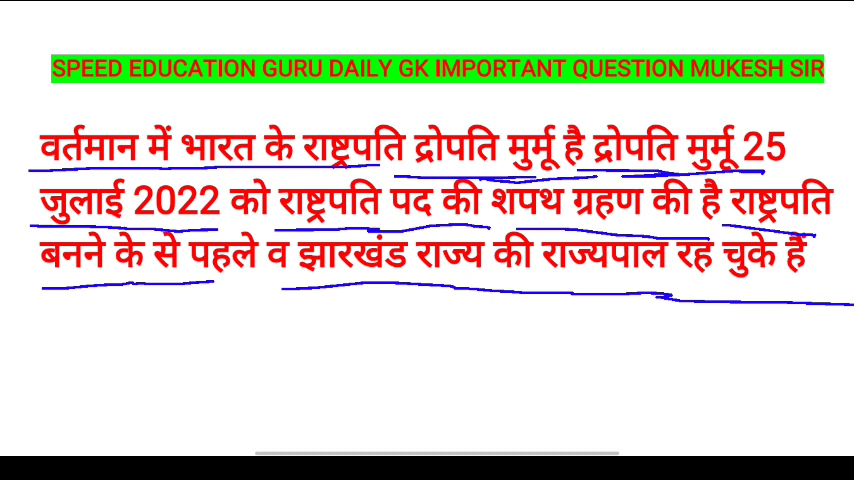 SPEED EDUCATION GURU DAILY GK IMPORTANT QUESTION MUKESH SIR
वर्तमान में भारत के राष्ट्रपति द्रोपति मुर्मू है द्रोपति मुर्मू 25
जुलाई 2022 को राष्ट्रपति पद की शपथ ग्रहण की है राष्ट्रपति
बनने के से पहले व झारखंड राज्य की राज्यपाल रह चुके हैं